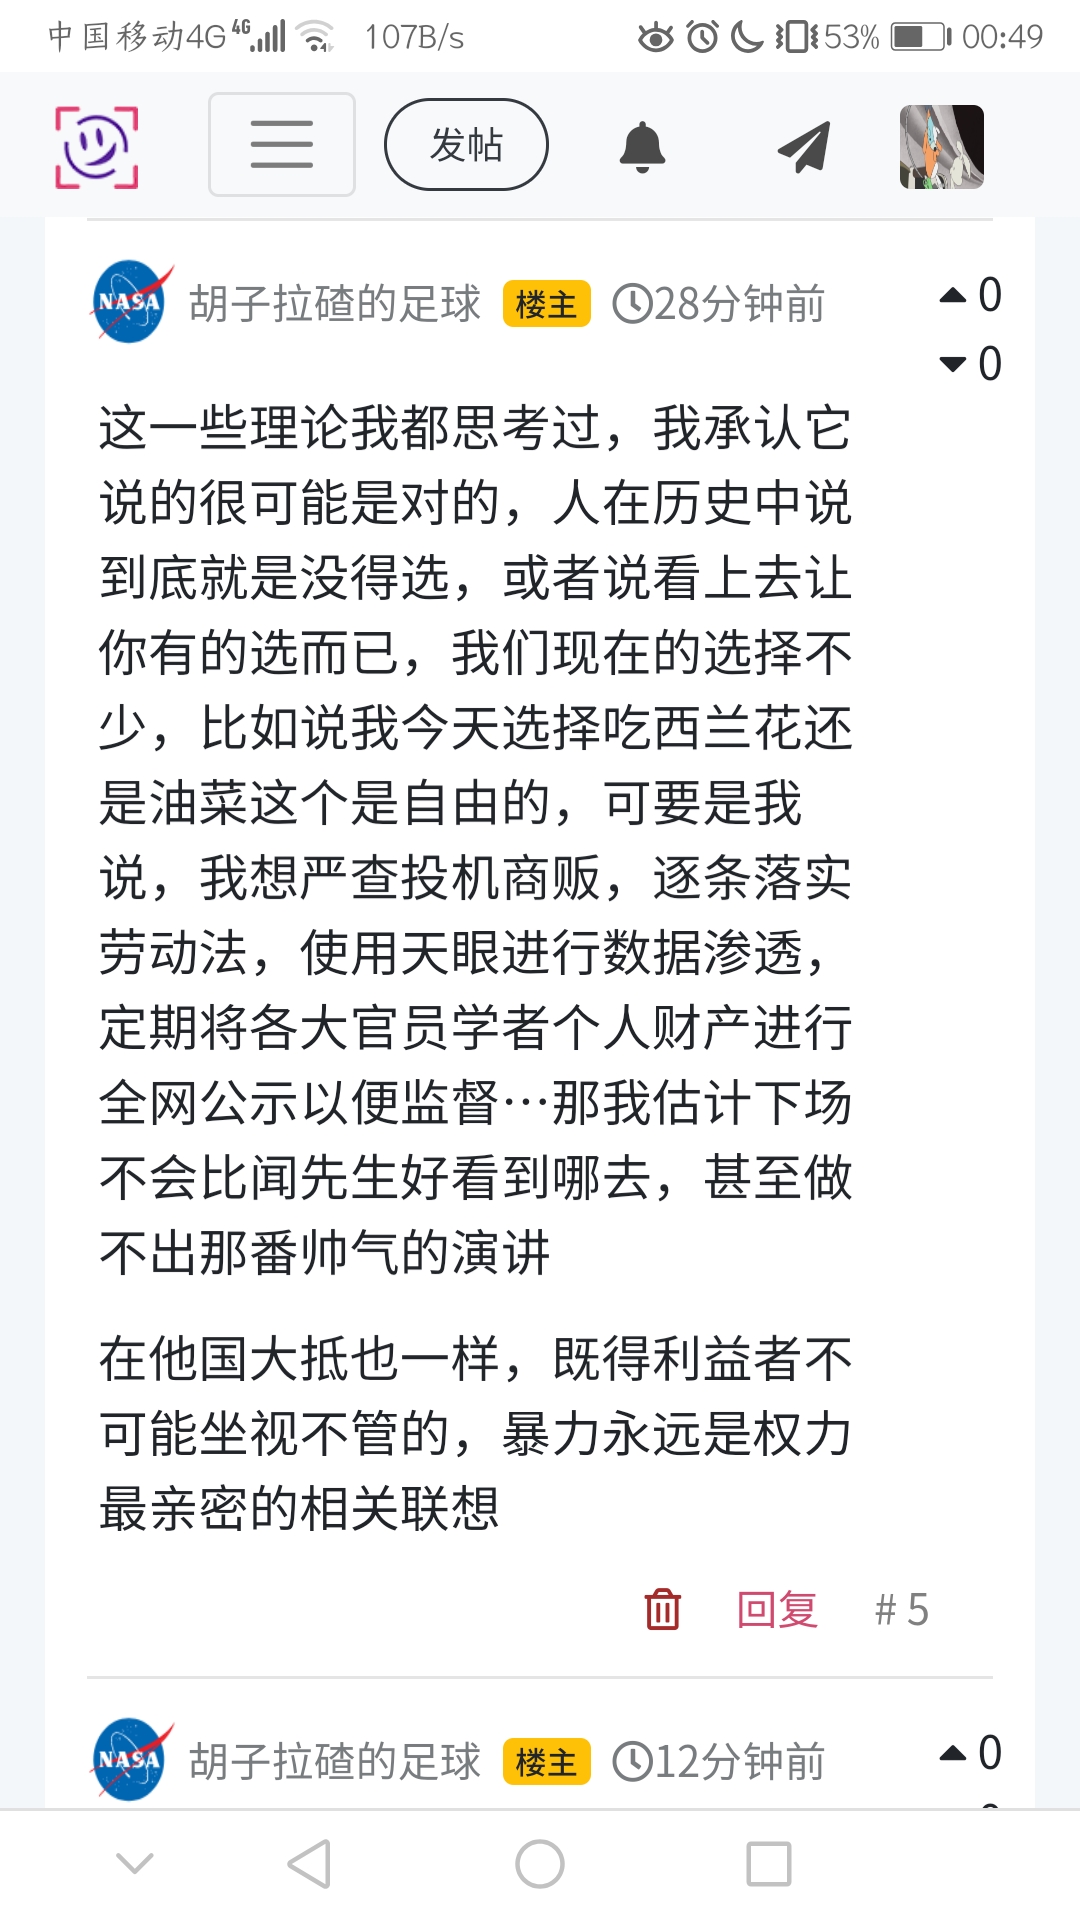 中国移动4G 4G 107B/s 53% 00:49
发帖
NASA 胡子拉碴的足球 楼主 28分钟前 0
0
这一些理论我都思考过，我承认它
说的很可能是对的，人在历史中说
到底就是没得选，或者说看上去让
你有的选而已，我们现在的选择不
少，比如说我今天选择吃西兰花还
是油菜这个是自由的，可要是我
说，我想严查投机商贩，逐条落实
劳动法，使用天眼进行数据渗透，
定期将各大官员学者个人财产进行
全网公示以便监督…那我估计下场
不会比闻先生好看到哪去，甚至做
不出那番帅气的演讲
在他国大抵也一样，既得利益者不
可能坐视不管的，暴力永远是权力
最亲密的相关联想
回复 # 5
NASA 胡子拉碴的足球 楼主 12分钟前 0